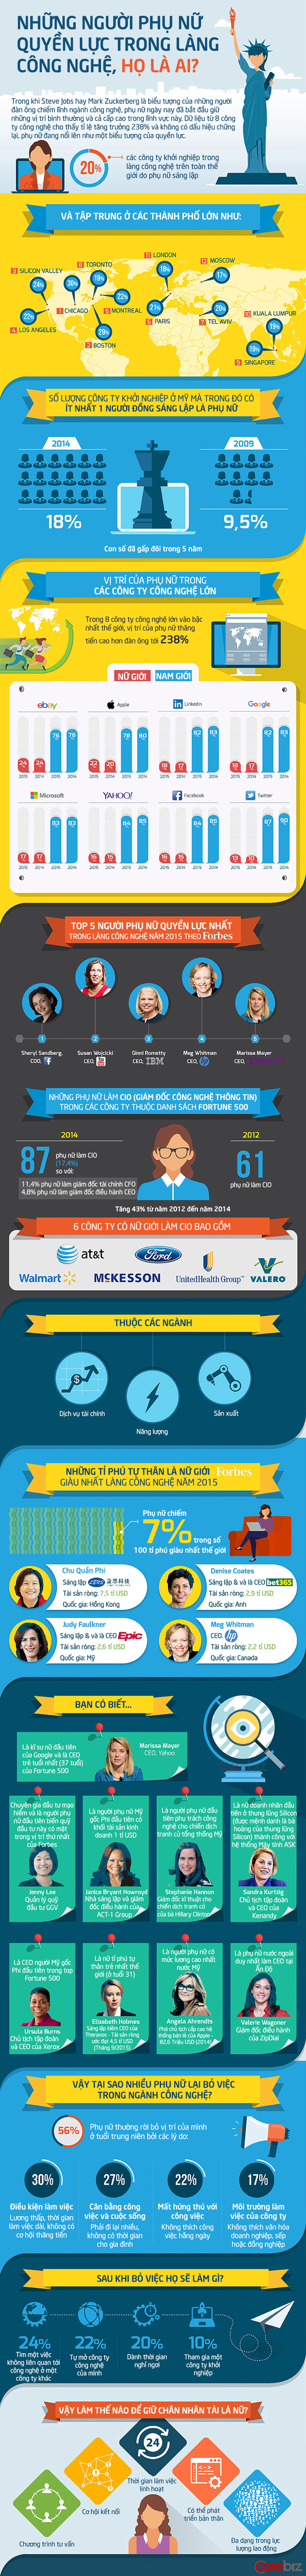 NHỮNG NGƯỜI PHỤ NỮ
QUYỀN LỰC TRONG LÀNG
CÔNG NGHỆ, HỌ LÀ AI?
Trong khi Steve Jobs hay Mark Zuckerberg là biểu tượng của những người
đàn ông chiếm lĩnh ngành công nghệ, phụ nữ ngày nay đã bắt đầu giữ
những vị trí bình thường và cả cấp cao trong lĩnh vực này. Dữ liệu từ 8 công
ty công nghệ cho thấy tỉ lệ tăng trưởng 238% và không có dấu hiệu chững
lại, phụ nữ đang nổi lên như một biểu tượng của quyền lực.
20%
các công ty khởi nghiệp trong
làng công nghệ trên toàn thế
giới do phụ nữ sáng lập
VÀ TẬP TRUNG Ở CÁC THÀNH PHỐ LỚN NHƯ:
11 LONDON
18%
12 MOSCOW
17%
8 TORONTO
19%
3 SILICON VALLEY
24%
30%
1 CHICAGO
22%
5 MONTREAL
21%
6 PARIS
20%
7 TEL AVIV
10 KUALA LUMPUR
19%
22%
4 LOS ANGELES
29%
2 BOSTON
19%
9 SINGAPORE
SỐ LƯỢNG CÔNG TY KHỞI NGHIỆP Ở MỸ MÀ TRONG ĐÓ CÓ
ÍT NHẤT 1 NGƯỜI ĐỒNG SÁNG LẬP LÀ PHỤ NỮ
2014
2009
18%
9,5%
Con số đã gấp đôi trong 5 năm
VỊ TRÍ CỦA PHỤ NỮ TRONG
CÁC CÔNG TY CÔNG NGHỆ LỚN
Trong 8 công ty công nghệ lớn vào bậc
nhất thế giới, vị trí của phụ nữ thăng
tiến cao hơn đàn ông tới 238%
NỮ GIỚI NAM GIỚI
ebay Apple LinkedIn Google
24 24 76 76 22 20 78 80 18 17 82 83 18 17 82 83
2015 2014 2015 2014 2015 2014 2015 2014 2015 2014 2015 2014 2015 2014 2015 2014
Microsoft YAHOO! Facebook Twitter
17 17 83 83 16 15 84 85 16 15 84 85 13 10 87 90
2015 2014 2015 2014 2015 2014 2015 2014 2015 2014 2015 2014 2015 2014 2015 2014
TOP 5 NGƯỜI PHỤ NỮ QUYỀN LỰC NHẤT
TRONG LÀNG CÔNG NGHỆ NĂM 2015 THEO Forbes
1 2 3 4 5
Sheryl Sandberg, Susan Wojcicki Ginni Rometty Meg Whitman Marissa Mayer
COO, f CEO, CEO, IBM CEO, hp CEO,
NHỮNG PHỤ NỮ LÀM CIO (GIÁM ĐỐC CÔNG NGHỆ THÔNG TIN)
TRONG CÁC CÔNG TY THUỘC DANH SÁCH FORTUNE 500
2014
2012
87
phụ nữ làm CIO
(17,4%)
so với:
11,4% phụ nữ làm giám đốc tài chính CFO
4,8% phụ nữ làm giám đốc điều hành CEO
61
phụ nữ làm CIO
Tăng 43% từ năm 2012 đến năm 2014
6 CÔNG TY CÓ NỮ GIỚI LÀM CIO BAO GỒM
at&t Ford
Walmart MCKESSON UnitedHealth Group VALERO
THUỘC CÁC NGÀNH
Dịch vụ tài chính
Năng lượng
Sản xuất
NHỮNG TỈ PHÚ TỰ THÂN LÀ NỮ GIỚI Forbes
GIÀU NHẤT LÀNG CÔNG NGHỆ NĂM 2015
Phụ nữ chiếm
7% trong số
100 tỉ phú giàu nhất thế giới
Chu Quần Phi
Sáng lập
Tài sản ròng: 7,5 tỉ USD
Quốc gia: Hồng Kong
Denise Coates
Sáng lập & và là CEO bet365
Tài sản ròng: 2,9 tỉ USD
Quốc gia: Anh
Judy Faulkner
Sáng lập & và là CEO Epic
Tài sản ròng: 2,6 tỉ USD
Quốc gia: Mỹ
Meg Whitman
CEO, hp
Tài sản ròng: 2,2 tỉ USD
Quốc gia: Canada
BẠN CÓ BIẾT...
Là kĩ sư nữ đầu tiên
của Google và là CEO
trẻ tuổi nhất (37 tuổi)
của Fortune 500
Marissa Mayer
CEO, Yahoo
Chuyên gia đầu tư mạo
hiểm và là người phụ
nữ đầu tiên biến quỹ
đầu tư này có mặt
trong vị trí thứ nhất
của Forbes
Jenny Lee
Quản lý quỹ
đầu tư GGV
Là người phụ nữ Mỹ
gốc Phi đầu tiên có
khối tài sản kinh
doanh 1 tỉ USD
Janice Bryant Howroyd
Nhà sáng lập và giám
đốc điều hành của
ACT-1 Group
Là người phụ nữ đầu
tiên phụ trách công
nghệ cho chiến dịch
tranh cử tổng thống Mỹ
Stephanie Hannon
Giám đốc kĩ thuật cho
chiến dịch tranh cử
của bà Hillary Clinton
Là nữ doanh nhân đầu
tiên ở thung lũng Silicon
(được mệnh danh là bà
hoàng của thung lũng
Silicon) thành công với
hệ thống Máy tính ASK
Sandra Kurtzig
Chủ tịch tập đoàn
và CEO của
Kenandy
Là CEO người Mỹ gốc
Phi đầu tiên trong top
Fortune 500
Ursula Burns
Chủ tịch tập đoàn
và CEO của Xerox
Là nữ tỉ phú tự
thân trẻ nhất thế
giới (ở tuổi 31)
Elizabeth Holmes
Sáng lập kiêm CEO của
Theranos - Tài sản ròng
ước đạt 4,5 tỉ USD
(Tháng 9/2015)
Là người phụ nữ có
mức lương cao nhất
nước Mỹ
Angela Ahrendts
Phó chủ tịch cấp cao hệ
thống bán lẻ của Apple -
82,6 Triệu USD (2014)
Là phụ nữ nước ngoài
duy nhất làm CEO tại
Ấn Độ
Valerie Wagoner
Giám đốc điều hành
của ZipDial
VẬY TẠI SAO NHIỀU PHỤ NỮ LẠI BỎ VIỆC
TRONG NGÀNH CÔNG NGHỆ?
56%
Phụ nữ thường rời bỏ vị trí của mình
ở tuổi trung niên bởi các lý do:
30%
Điều kiện làm việc
Lương thấp, thời gian
làm việc dài, không có
cơ hội thăng tiến
27%
Cân bằng công
việc và cuộc sống
Phải đi lại nhiều,
không có thời gian
cho gia đình
22%
Mất hứng thú với
công việc
Không thích công
việc hằng ngày
17%
Môi trường làm
việc của công ty
Không thích văn hóa
doanh nghiệp, sếp
hoặc đồng nghiệp
SAU KHI BỎ VIỆC HỌ SẼ LÀM GÌ?
24%
Tìm một việc
không liên quan tới
công nghệ ở một
công ty khác
22%
Tự mở công ty
công nghệ
của mình
20%
Dành thời gian
nghỉ ngơi
10%
Tham gia một
công ty khởi
nghiệp
VẬY LÀM THẾ NÀO ĐỂ GIỮ CHÂN NHÂN TÀI LÀ NỮ?
24
Thời gian làm việc
linh hoạt
Cơ hội kết nối
Có thể phát
triển bản thân
Chương trình tư vấn
Đa dạng trong lực
lượng lao động
Cafebiz